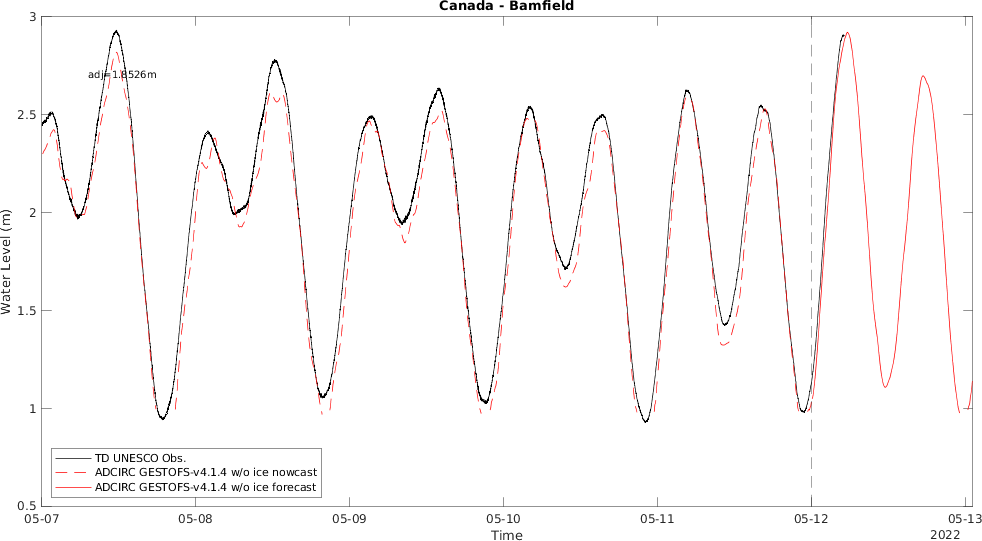 Canada - Bamfield
3
adj=1.8526m
2.5
2
Water Level (m)
1.5
1
TD UNESCO Obs.
ADCIRC GESTOFS-v4.1.4 w/o ice nowcast
ADCIRC GESTOFS-v4.1.4 w/o ice forecast
0.5
05-07 05-08 05-09 05-10 05-11 05-12 05-13
Time
2022